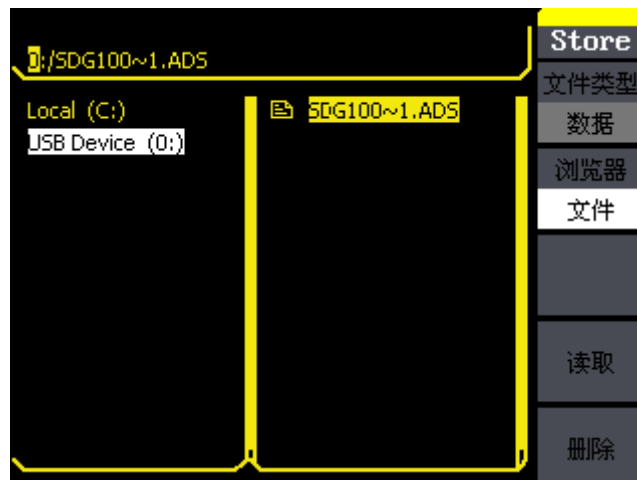 0:/SDG100~1.ADS
Local (C:)
USB Device (0:)
SDG100~1.ADS
Store
文件类型
数据
浏览器
文件
读取
删除